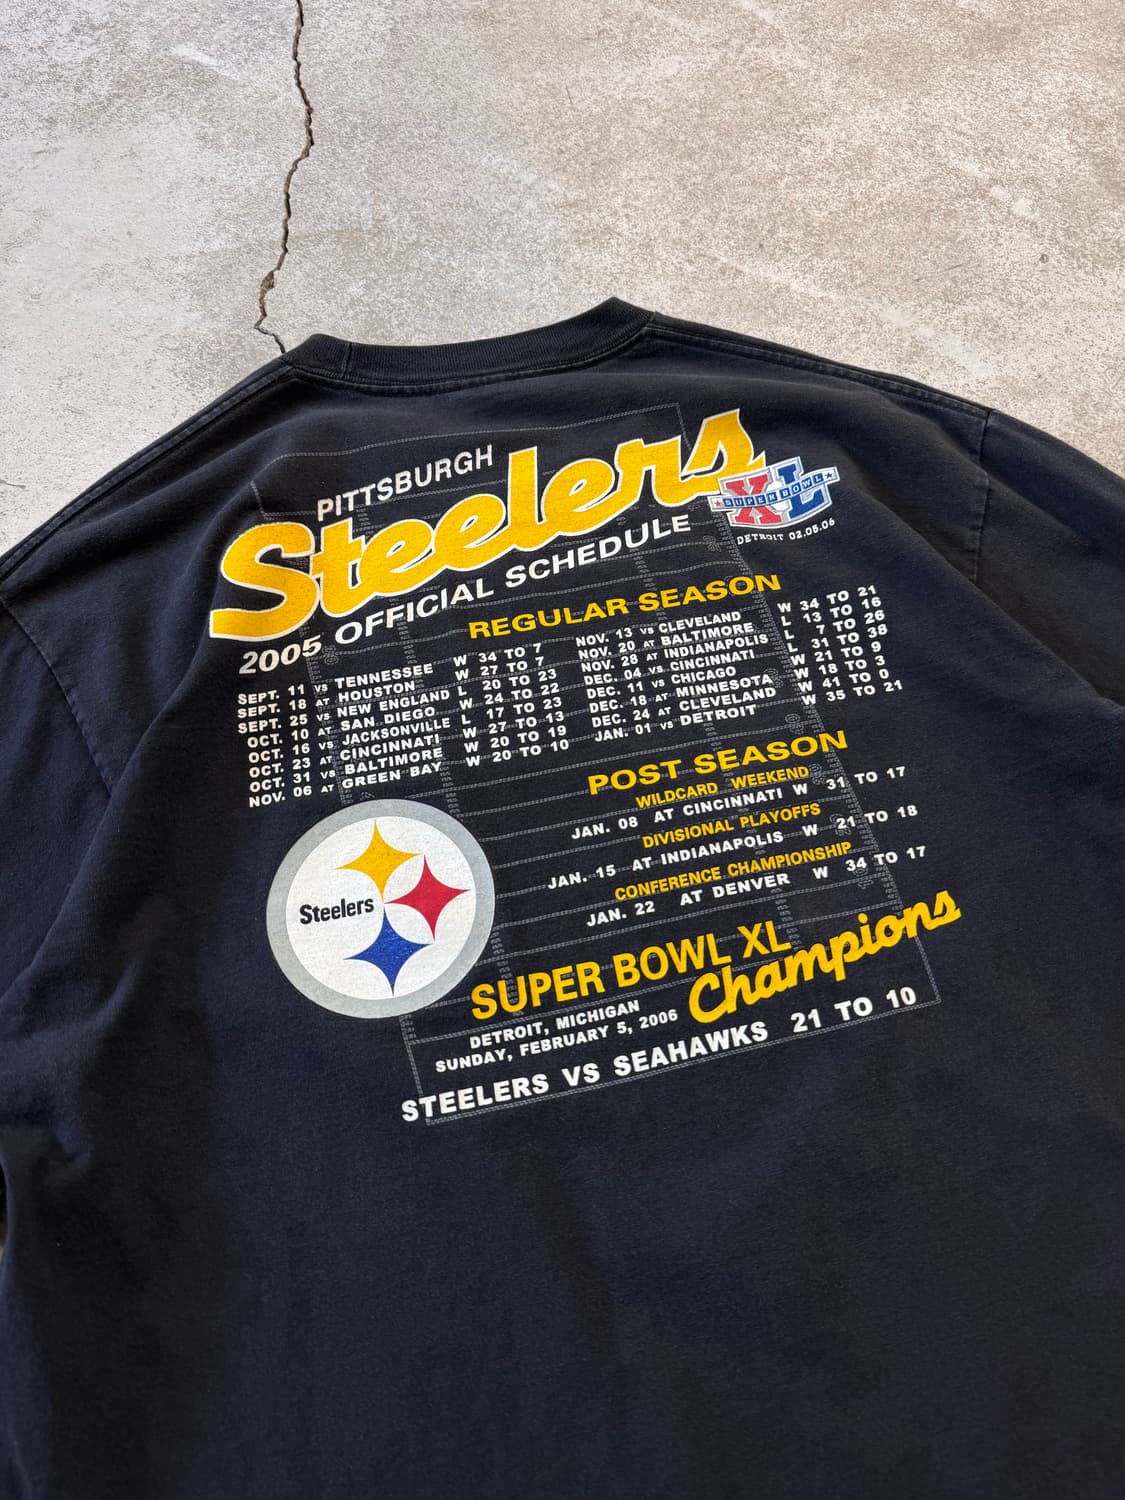 PITTSBURGH
Steelers
SUPER BOWL
XL
DETROIT 02.05.06
2005 OFFICIAL SCHEDULE
REGULAR SEASON
SEPT. 11 VS TENNESSEE W 34 TO 7
SEPT. 18 AT HOUSTON W 27 TO 7
SEPT. 25 VS NEW ENGLAND L 20 TO 23
OCT. 10 AT SAN DIEGO W 24 TO 22
OCT. 16 VS JACKSONVILLE L 17 TO 23
OCT. 23 AT CINCINNATI W 27 TO 13
OCT. 31 VS BALTIMORE W 20 TO 19
NOV. 06 AT GREEN BAY W 20 TO 10
NOV. 13 VS CLEVELAND W 34 TO 21
NOV. 20 AT BALTIMORE L 13 TO 16
NOV. 28 AT INDIANAPOLIS L 7 TO 26
DEC. 04 VS CINCINNATI L 31 TO 38
DEC. 11 VS CHICAGO W 21 TO 9
DEC. 18 AT MINNESOTA W 18 TO 3
DEC. 24 AT CLEVELAND W 41 TO 0
JAN. 01 VS DETROIT W 35 TO 21
POST SEASON
WILDCARD WEEKEND
JAN. 08 AT CINCINNATI W 31 TO 17
DIVISIONAL PLAYOFFS
JAN. 15 AT INDIANAPOLIS W 21 TO 18
CONFERENCE CHAMPIONSHIP
JAN. 22 AT DENVER W 34 TO 17
Steelers
SUPER BOWL XL
Champions
DETROIT, MICHIGAN
SUNDAY, FEBRUARY 5, 2006
STEELERS VS SEAHAWKS 21 TO 10